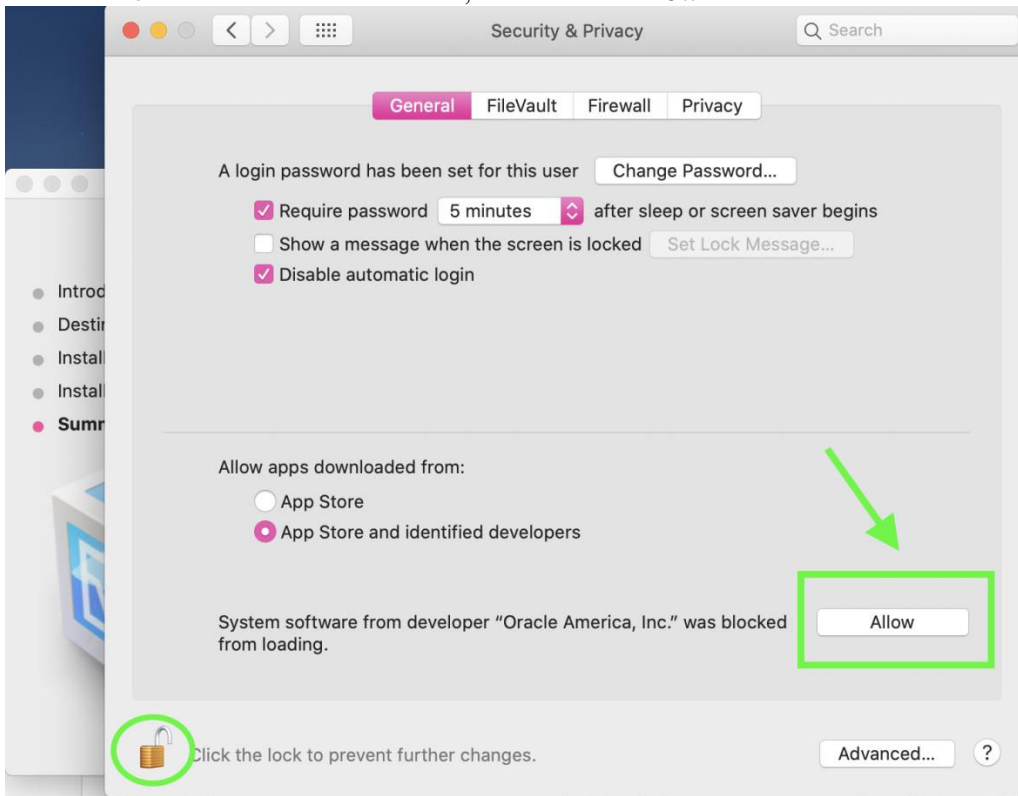 Security & Privacy
Search
General FileVault Firewall Privacy
A login password has been set for this user Change Password...
Require password 5 minutes after sleep or screen saver begins
Show a message when the screen is locked Set Lock Message...
Disable automatic login
Introd
Destin
Install
Install
Summ
Allow apps downloaded from:
App Store
App Store and identified developers
System software from developer “Oracle America, Inc.” was blocked
from loading.
Allow
Click the lock to prevent further changes.
Advanced... ?